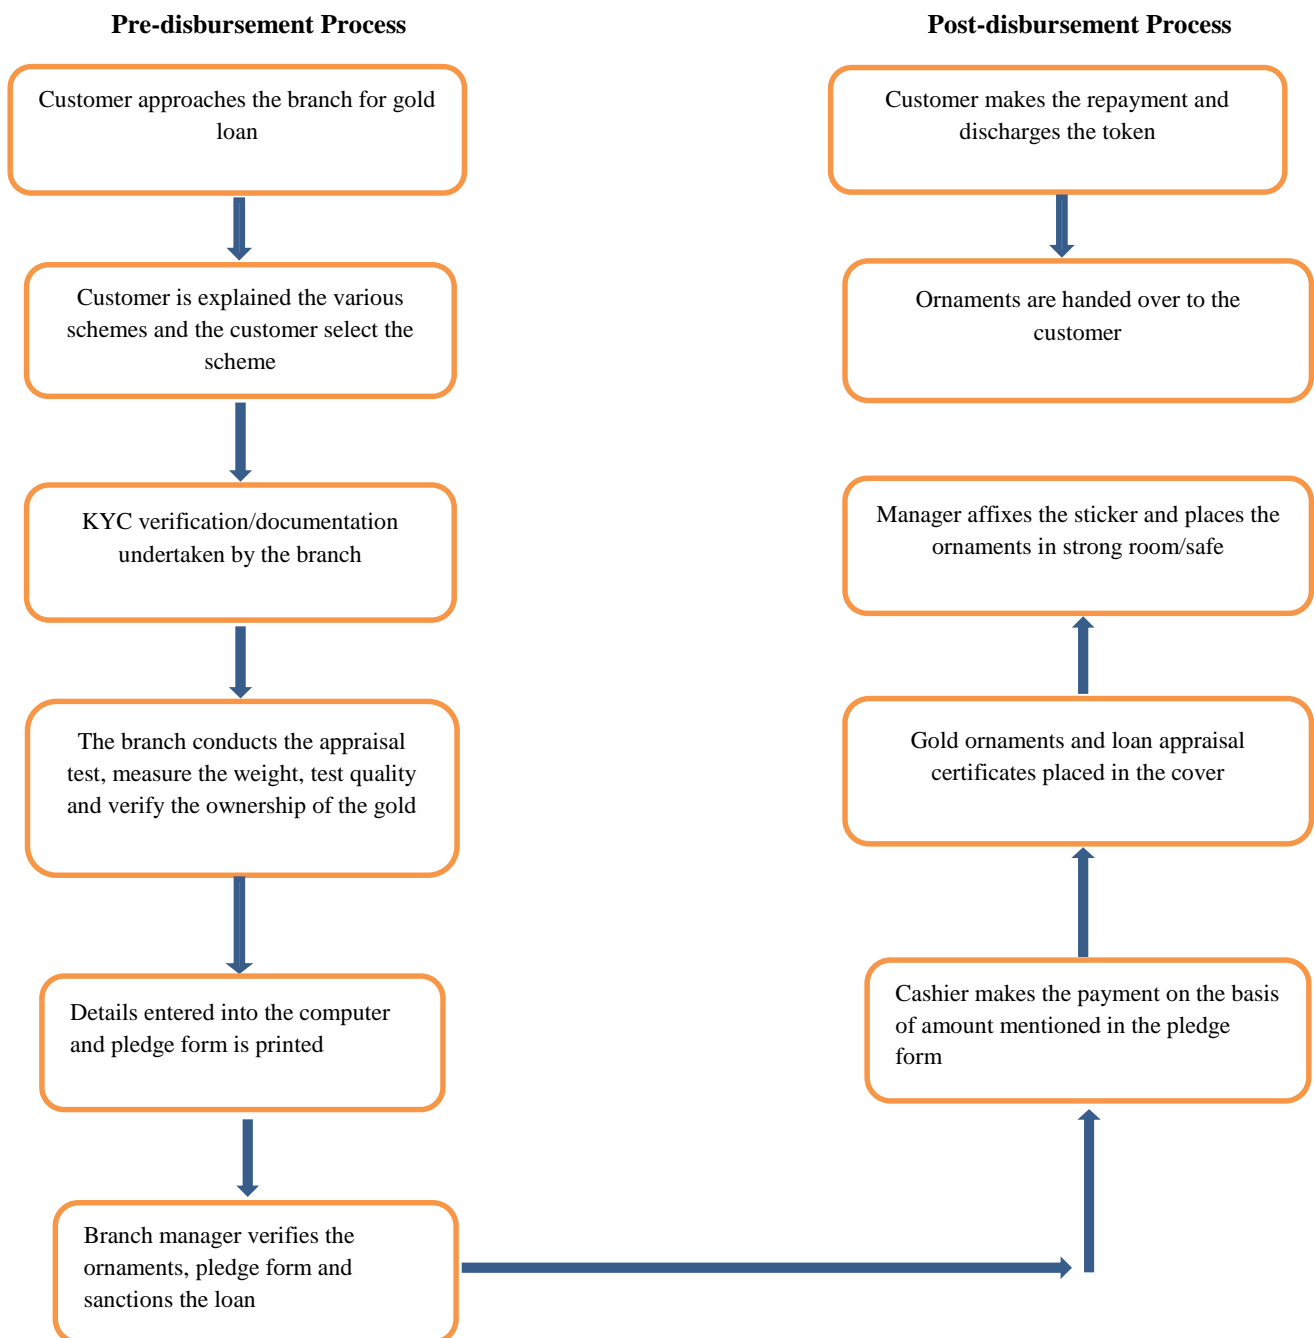 Pre-disbursement Process
Customer approaches the branch for gold
loan
Customer is explained the various
schemes and the customer select the
scheme
KYC verification/documentation
undertaken by the branch
The branch conducts the appraisal
test, measure the weight, test quality
and verify the ownership of the gold
Details entered into the computer
and pledge form is printed
Branch manager verifies the
ornaments, pledge form and
sanctions the loan
Post-disbursement Process
Customer makes the repayment and
discharges the token
Ornaments are handed over to the
customer
Manager affixes the sticker and places the
ornaments in strong room/safe
Gold ornaments and loan appraisal
certificates placed in the cover
Cashier makes the payment on the basis
of amount mentioned in the pledge
form